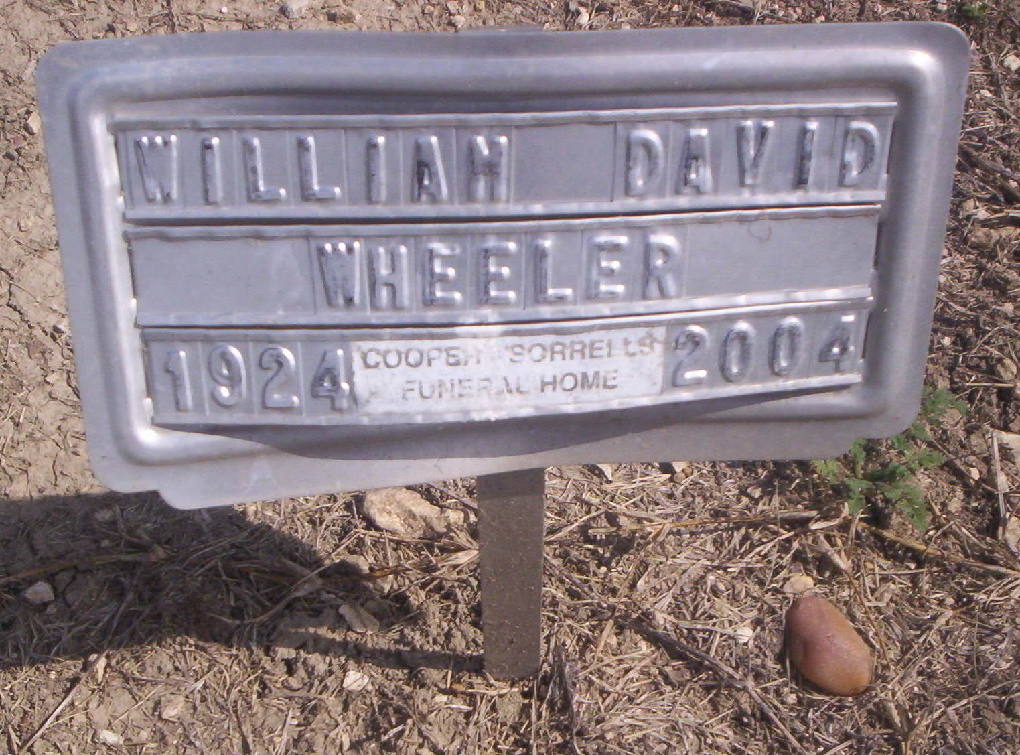 WILLIAM DAVID
WHEELER
1924 COOPER SORRELLS FUNERAL HOME 2004